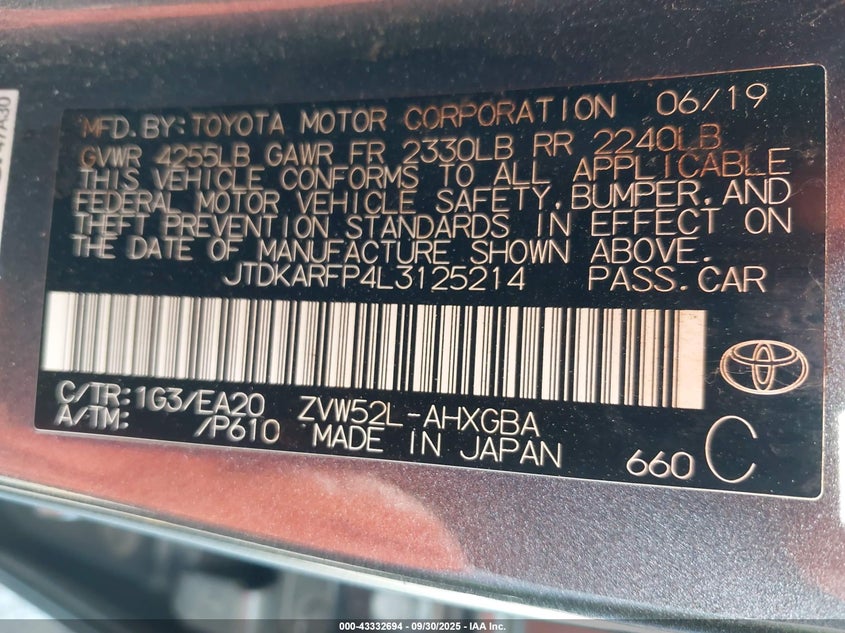 MFD.BY:TOYOTA MOTOR CORPORATION 06/19
GVWR 4255LB GAWR FR 2330LB RR 2240LB
THIS VEHICLE CONFORMS TO ALL APPLICABLE
FEDERAL MOTOR VEHICLE SAFETY,BUMPER,AND
THEFT PREVENTION STANDARDS IN EFFECT ON
THE DATE OF MANUFACTURE SHOWN ABOVE.
JTDKARFP4L3125214 PASS.CAR
C/TR:1G3/EA20 ZVW52L-AHXGBA
A/TM: /P610 MADE IN JAPAN
660 C
000-43332694 - 09/30/2025 - IAA Inc.